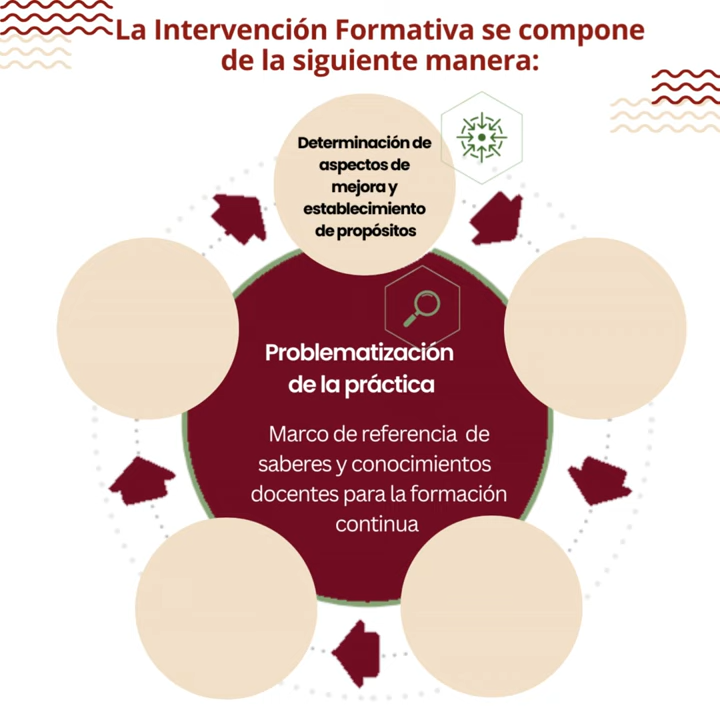 La Intervención Formativa se compone
de la siguiente manera:
Determinación de
aspectos de
mejora y
establecimiento
de propósitos
Problematización
de la práctica
Marco de referencia de
saberes y conocimientos
docentes para la formación
continua